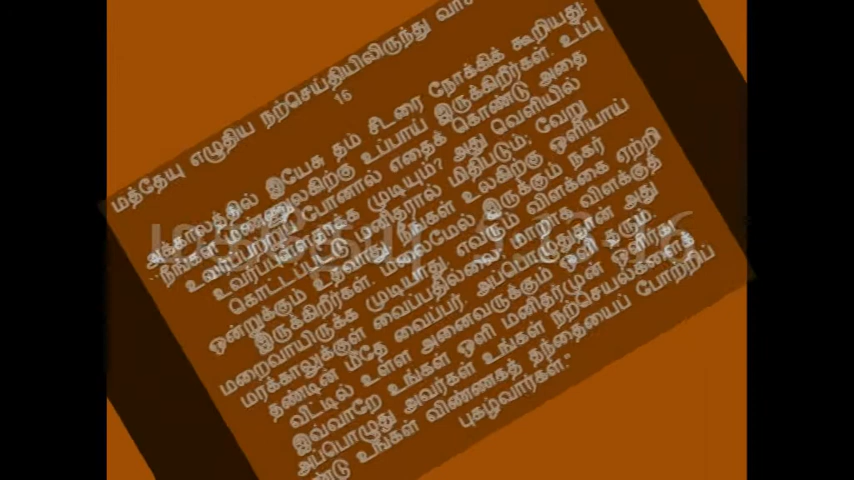 மத்தேயு எழுதிய நற்செய்தியிலிருந்து
16
அக்காலத்தில் இயேசு தம் சீடரை நோக்கிக் கூறியது:
"நீங்கள் மண்ணுலகிற்கு உப்பாய் இருக்கிறீர்கள். உப்பு
உவர்ப்பற்றுப் போனால் எதைக் கொண்டு அதை
உவர்ப்புள்ளதாக்க முடியும்? அது வெளியில்
கொட்டப்பட்டு மனிதரால் மிதிபடும்; வேறு
ஒன்றுக்கும் உதவாது. நீங்கள் உலகிற்கு ஒளியாய்
இருக்கிறீர்கள். மலைமேல் இருக்கும் நகர்
மறைவாயிருக்க முடியாது. எவரும் விளக்கை ஏற்றி
மரக்காலுக்குள் வைப்பதில்லை; மாறாக விளக்குத்
தண்டின் மீதே வைப்பர். அப்பொழுதுதான் அது
வீட்டில் உள்ள அனைவருக்கும் ஒளி தரும்.
இவ்வாறே உங்கள் ஒளி மனிதர்முன் ஒளிர்க!
அப்பொழுது அவர்கள் உங்கள் நற்செயல்களைக்
உங்கள் விண்ணகத் தந்தையைப் போற்றிப்
புகழ்வார்கள்."
மத்தேயு 5:13-16